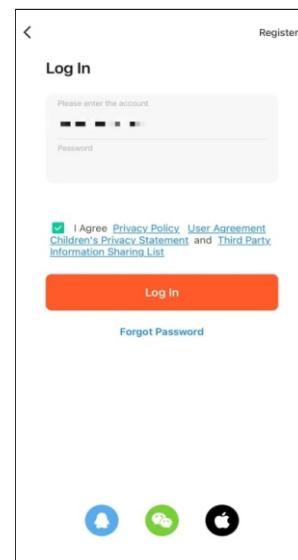 Register
Log In
Please enter the account
Password
I Agree Privacy Policy User Agreement
Children's Privacy Statement and Third Party
Information Sharing List
Log In
Forgot Password